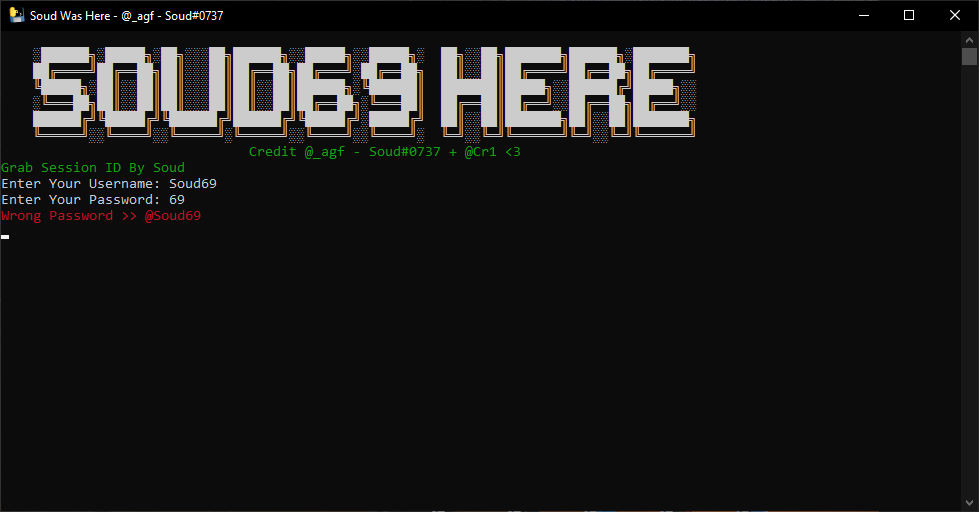 Soud Was Here - @_agf - Soud#0737
SOUD69 HERE
Credit @_agf - Soud#0737 + @Cr1 <3
Grab Session ID By Soud
Enter Your Username: Soud69
Enter Your Password: 69
Wrong Password >> @Soud69